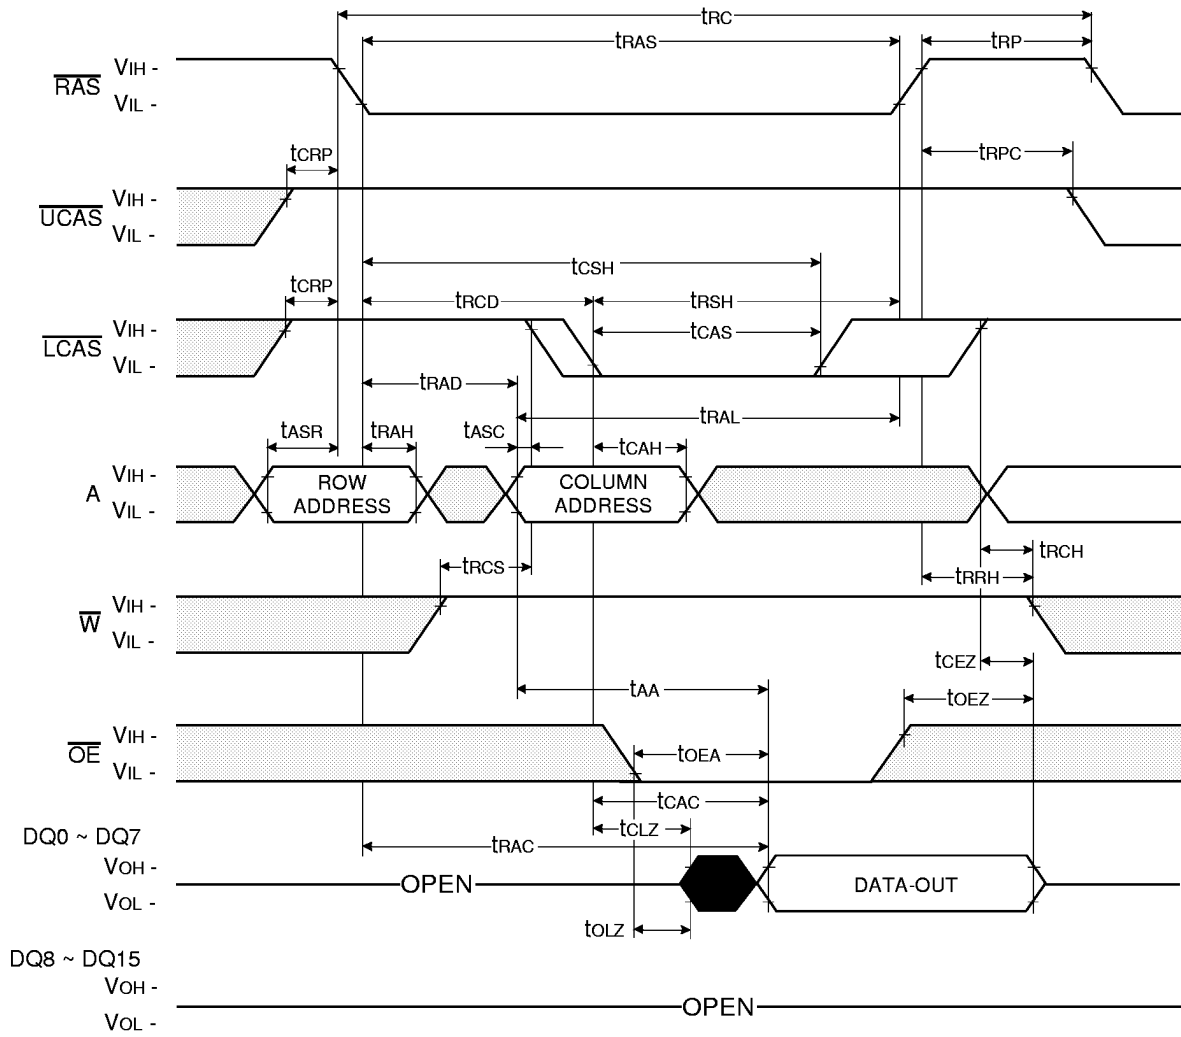 tRC
tRAS
tRP
RAS
VIH -
VIL -
tCRP
tRPC
UCAS
VIH -
VIL -
tCSH
tCRP
tRCD
tRSH
LCAS
VIH -
VIL -
tCAS
tRAD
tRAL
tASR
tRAH
tASC
tCAH
A
VIH -
VIL -
ROW
ADDRESS
COLUMN
ADDRESS
tRCH
tRCS
tRRH
W
VIH -
VIL -
tCEZ
tAA
tOEZ
OE
VIH -
VIL -
tOEA
tCAC
tCLZ
tRAC
DQ0 ~ DQ7
VOH -
VOL -
OPEN
DATA-OUT
tOLZ
DQ8 ~ DQ15
VOH -
VOL -
OPEN